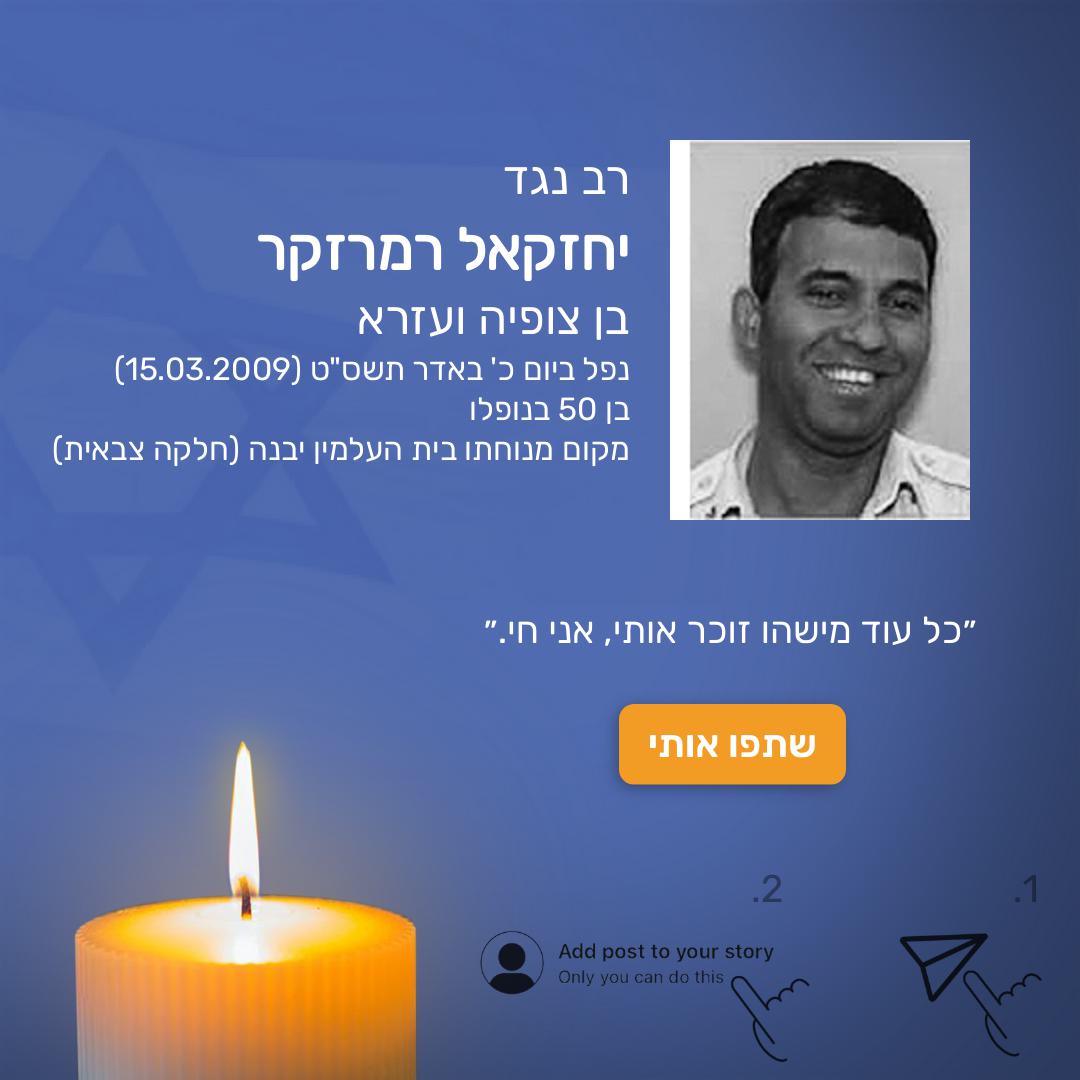 רב נגד
יחזקאל רמרזקר
בן צופיה ועזרא
נפל ביום כ' באדר תשס"ט (15.03.2009)
בן 50 בנופלו
מקום מנוחתו בית העלמין יבנה (חלקה צבאית)
״כל עוד מישהו זוכר אותי, אני חי.״
שתפו אותי
.1
.2
Add post to your story
Only you can do this